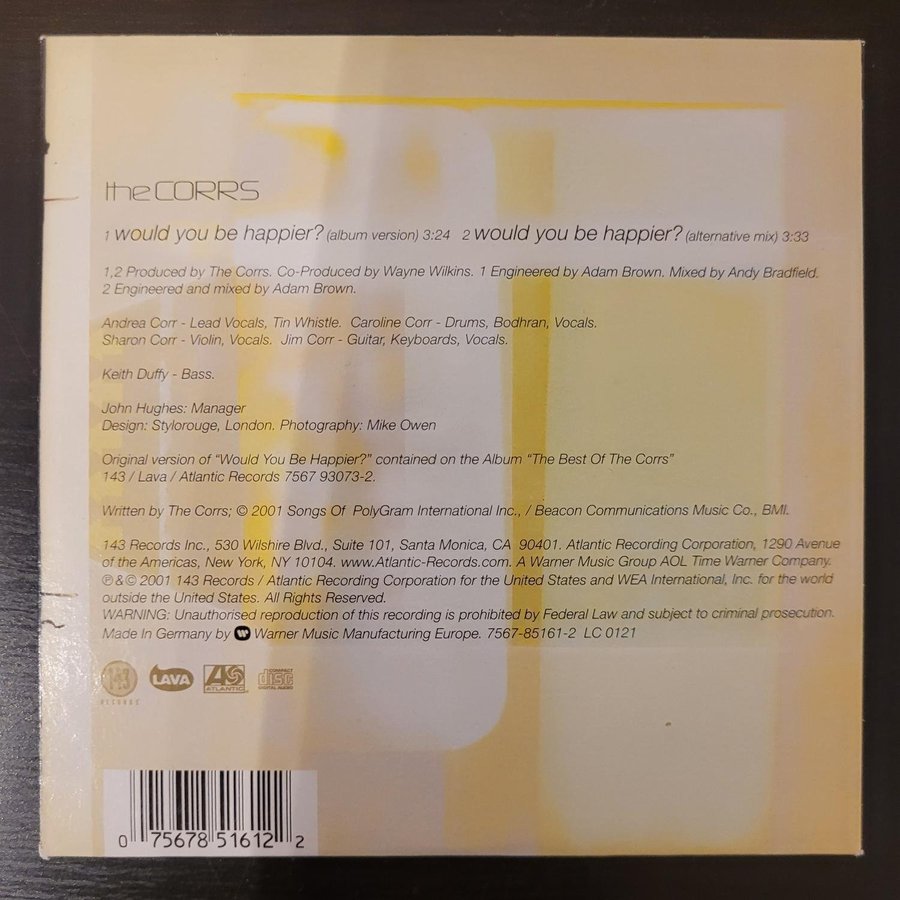 the CORRS
1 would you be happier? (album version) 3:24 2 would you be happier? (alternative mix) 3:33
1,2 Produced by The Corrs. Co-Produced by Wayne Wilkins. 1 Engineered by Adam Brown. Mixed by Andy Bradfield.
2 Engineered and mixed by Adam Brown.
Andrea Corr - Lead Vocals, Tin Whistle. Caroline Corr - Drums, Bodhran, Vocals.
Sharon Corr - Violin, Vocals. Jim Corr - Guitar, Keyboards, Vocals.
Keith Duffy - Bass.
John Hughes: Manager
Design: Stylorouge, London. Photography: Mike Owen
Original version of “Would You Be Happier?” contained on the Album “The Best Of The Corrs”
143 / Lava / Atlantic Records 7567 93073-2.
Written by The Corrs; © 2001 Songs Of PolyGram International Inc., / Beacon Communications Music Co., BMI.
143 Records Inc., 530 Wilshire Blvd., Suite 101, Santa Monica, CA 90401. Atlantic Recording Corporation, 1290 Avenue
of the Americas, New York, NY 10104. www.Atlantic-Records.com. A Warner Music Group AOL Time Warner Company.
℗ & © 2001 143 Records / Atlantic Recording Corporation for the United States and WEA International, Inc. for the world
outside the United States. All Rights Reserved.
WARNING: Unauthorised reproduction of this recording is prohibited by Federal Law and subject to criminal prosecution.
Made In Germany by Warner Music Manufacturing Europe. 7567-85161-2 LC 0121
143 RECORDS LAVA ATLANTIC COMPACT disc DIGITAL AUDIO
0 75678 51612 2